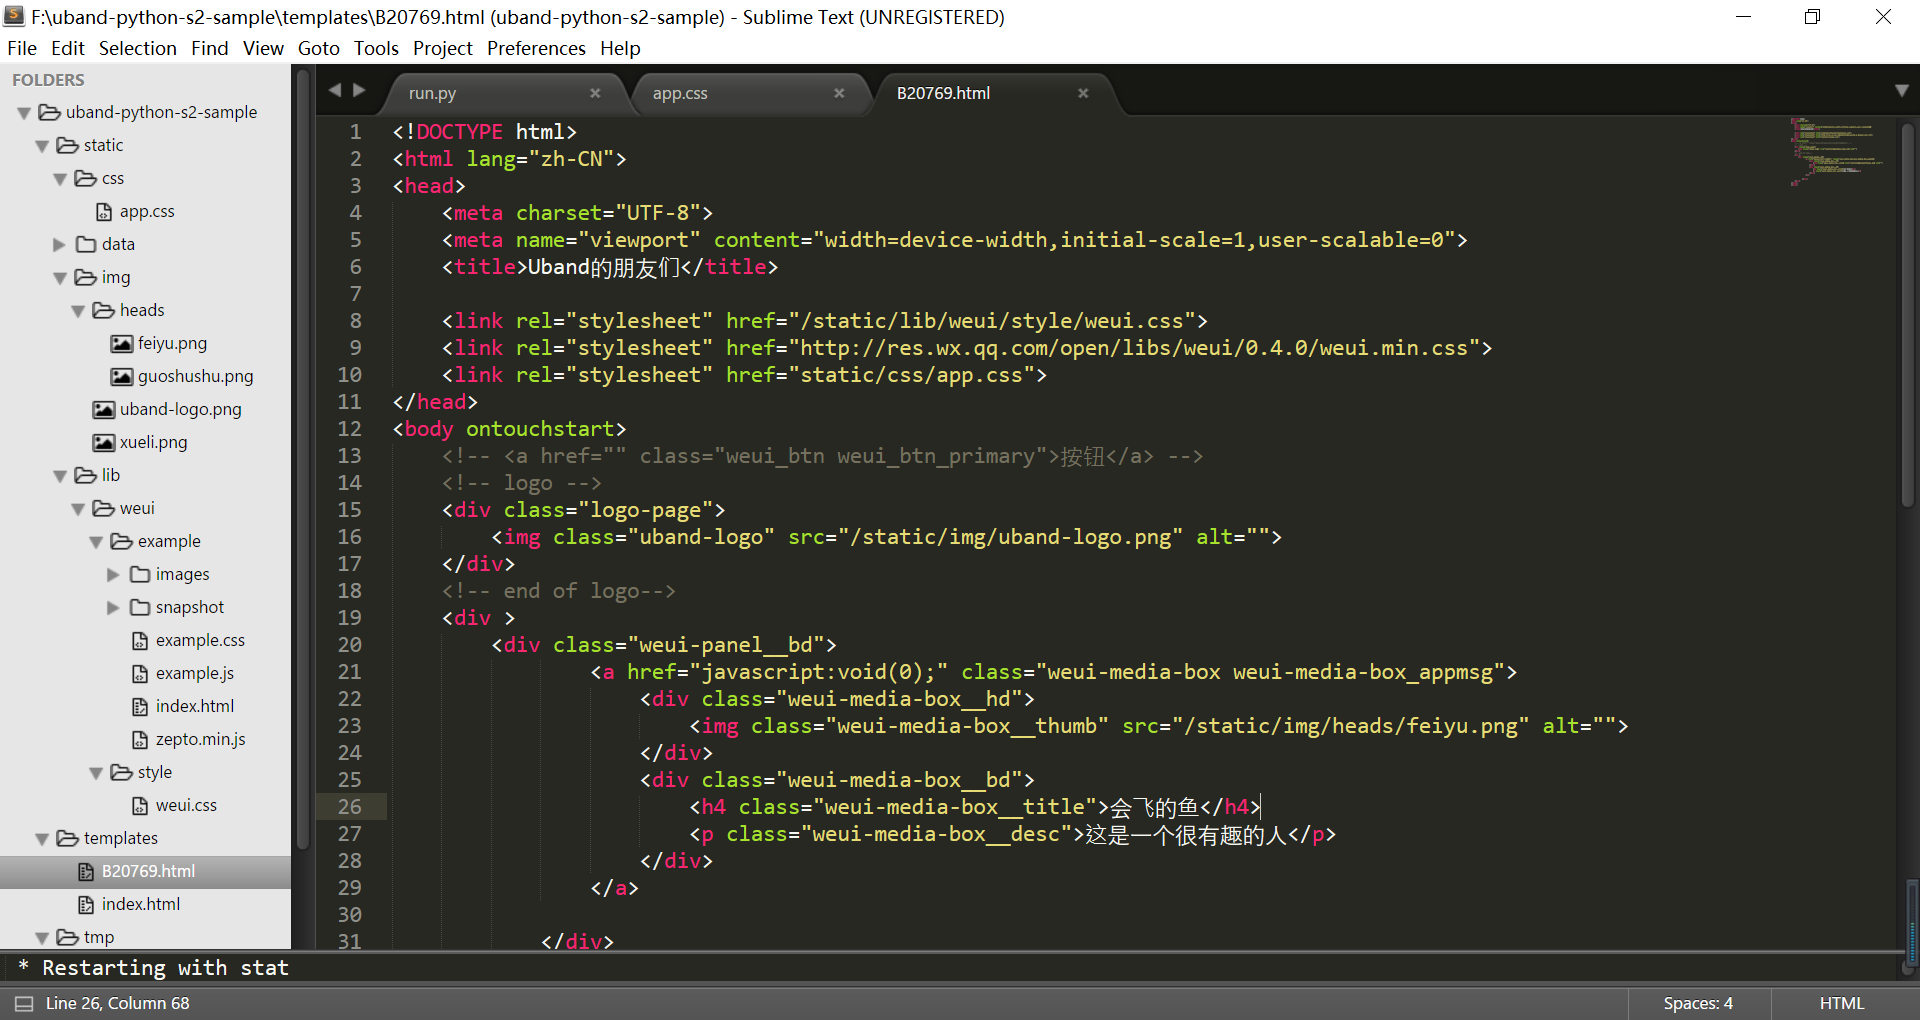 F:\uband-python-s2-sample\templates\B20769.html (uband-python-s2-sample) - Sublime Text (UNREGISTERED)
File Edit Selection Find View Goto Tools Project Preferences Help
FOLDERS
uband-python-s2-sample
static
css
app.css
data
img
heads
feiyu.png
guoshushu.png
uband-logo.png
xueli.png
lib
weui
example
images
snapshot
example.css
example.js
index.html
zepto.min.js
style
weui.css
templates
B20769.html
index.html
tmp
run.py × app.css × B20769.html ×
1 <!DOCTYPE html>
2 <html lang="zh-CN">
3 <head>
4 <meta charset="UTF-8">
5 <meta name="viewport" content="width=device-width,initial-scale=1,user-scalable=0">
6 <title>Uband的朋友们</title>
7
8 <link rel="stylesheet" href="/static/lib/weui/style/weui.css">
9 <link rel="stylesheet" href="http://res.wx.qq.com/open/libs/weui/0.4.0/weui.min.css">
10 <link rel="stylesheet" href="static/css/app.css">
11 </head>
12 <body ontouchstart>
13 <!-- <a href="" class="weui_btn weui_btn_primary">按钮</a> -->
14 <!-- logo -->
15 <div class="logo-page">
16 <img class="uband-logo" src="/static/img/uband-logo.png" alt="">
17 </div>
18 <!-- end of logo-->
19 <div >
20 <div class="weui-panel__bd">
21 <a href="javascript:void(0);" class="weui-media-box weui-media-box_appmsg">
22 <div class="weui-media-box__hd">
23 <img class="weui-media-box__thumb" src="/static/img/heads/feiyu.png" alt="">
24 </div>
25 <div class="weui-media-box__bd">
26 <h4 class="weui-media-box__title">会飞的鱼</h4>
27 <p class="weui-media-box__desc">这是一个很有趣的人</p>
28 </div>
29 </a>
30
31 </div>
* Restarting with stat
Line 26, Column 68 Spaces: 4 HTML